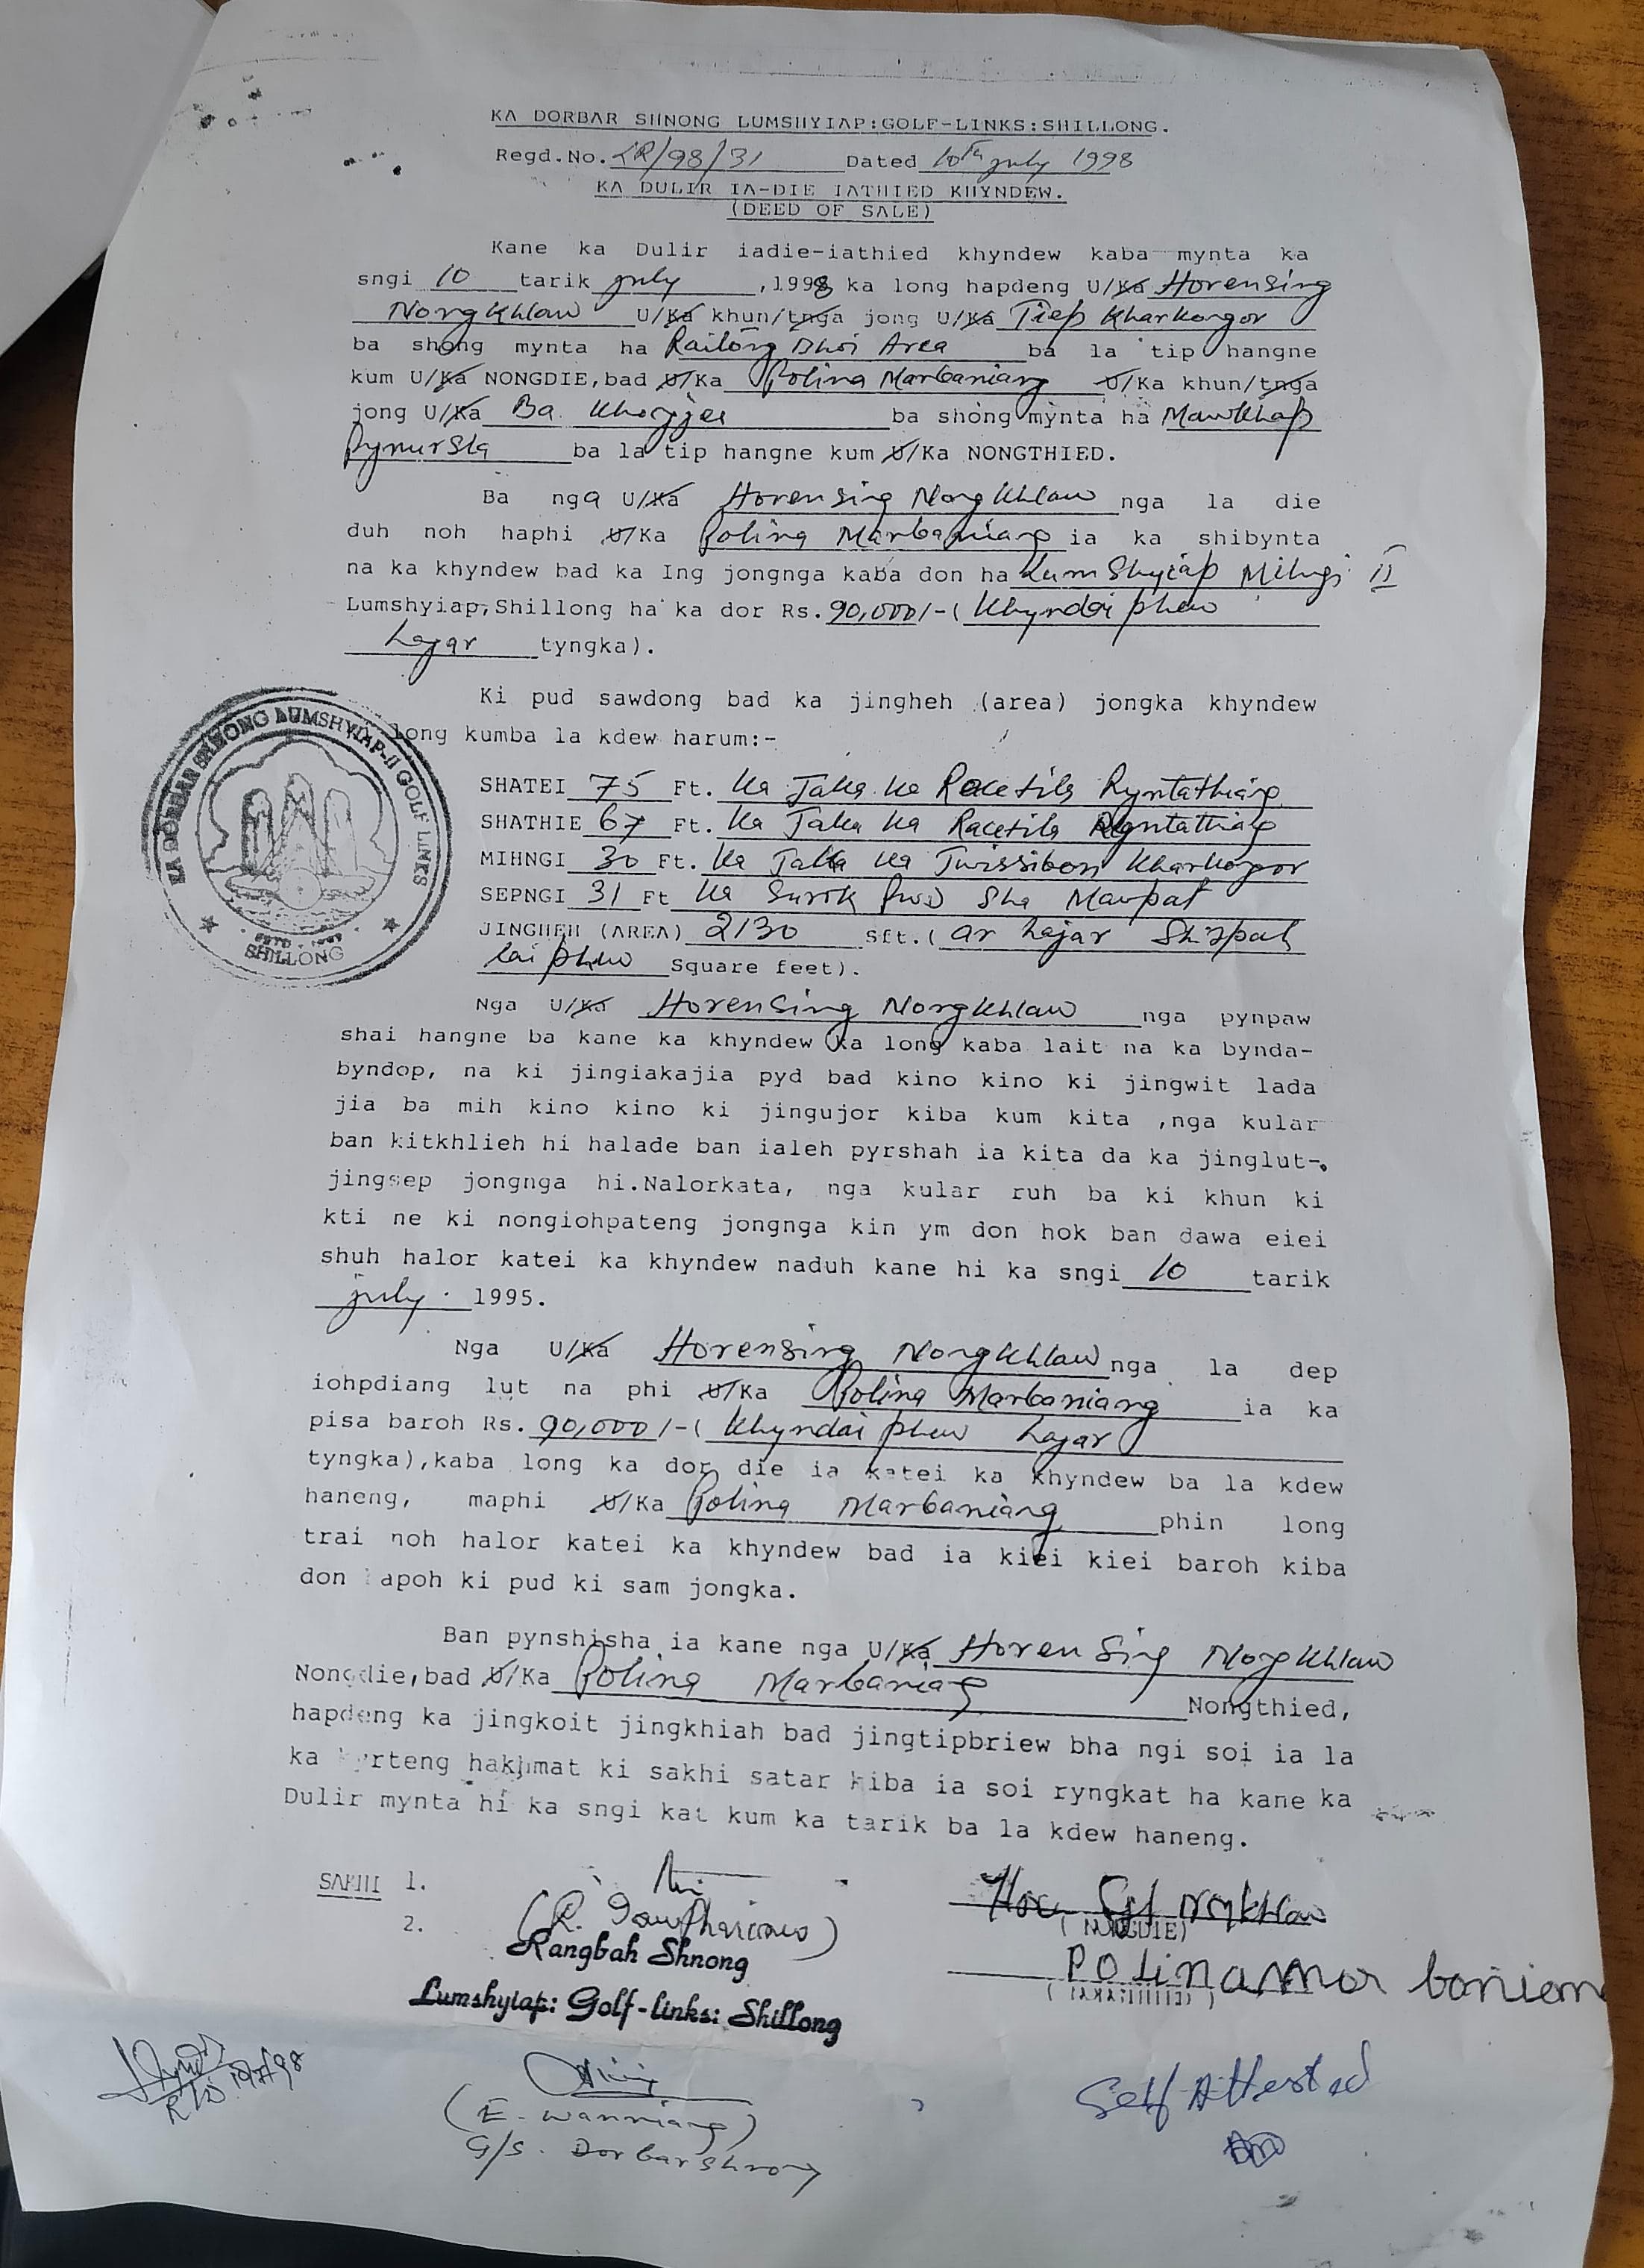 KA DORBAR SHNONG LUMSHYIAP:GOLF-LINKS:SHILLONG.
Regd.No. LR/98/31 Dated 10th july 1998
KA DULIR IA-DIE IATHIED KHYNDEW.
(DEED OF SALE)
Kane ka Dulir iadie-iathied khyndew kaba mynta ka
sngi 10 tarik july ,1998 ka long hapdeng U/Ka Horensing
Nongkhlaw U/Ka khun/tnga jong U/Ka Tiep Kharkongor
ba shong mynta ha Railong Bhoi Area ba la tip hangne
kum U/Ka NONGDIE,bad U/Ka Polina Marbaniang U/Ka khun/tnga
jong U/Ka Ba ba shong mynta ha Mawkhap
Pynursla ba la tip hangne kum U/Ka NONGTHIED.
Ba nga U/Ka Horensing Nongkhlaw nga la die
duh noh haphi U/Ka Polina Marbaniang ia ka shibynta
na ka khyndew bad ka Ing jongnga kaba don ha Lumshyiap Mihngi II
Lumshyiap,Shillong ha ka dor Rs.90,000/-( Khyndai phew
hajar tyngka).
Ki pud sawdong bad ka jingheh (area) jongka khyndew
long kumba la kdew harum:-
KA DORBAR SHNONG LUMSHYIAP-II GOLF LINKS
SHILLONG
SHATEI 75 Ft. Ka Jaka ka Racetila Ryntathiang
SHATHIE 67 Ft. Ka Jaka ka Racetila Ryntathiang
MIHNGI 30 Ft. Ka Jaka ka Twissibon Kharkongor
SEPNGI 31 Ft Ka Surok Pwd Sha Mawpat
JINGHEH (AREA) 2130 sft.( ar hajar Shispah
lai phew Square feet).
Nga U/Ka Horensing Nongkhlaw nga pynpaw
shai hangne ba kane ka khyndew ka long kaba lait na ka bynda-
byndop, na ki jingiakajia pyd bad kino kino ki jingwit lada
jia ba mih kino kino ki jingujor kiba kum kita ,nga kular
ban kitkhlieh hi halade ban ialeh pyrshah ia kita da ka jinglut-
jingsep jongnga hi.Nalorkata, nga kular ruh ba ki khun ki
kti ne ki nongiohpateng jongnga kin ym don hok ban dawa eiei
shuh halor katei ka khyndew naduh kane hi ka sngi 10 tarik
july 1995.
Nga U/Ka Horensing Nongkhlaw nga la dep
iohpdiang lut na phi U/Ka Polina Marbaniang ia ka
pisa baroh Rs. 90,000/-( Khyndai phew hajar
tyngka),kaba long ka dor die ia katei ka khyndew ba la kdew
haneng, maphi U/Ka Polina Marbaniang phin long
trai noh halor katei ka khyndew bad ia kiei kiei baroh kiba
don hapoh ki pud ki sam jongka.
Ban pynshisha ia kane nga U/Ka Horensing Nongkhlaw
Nongdie,bad U/Ka Polina Marbaniang Nongthied,
hapdeng ka jingkoit jingkhiah bad jingtipbriew bha ngi soi ia la
ka kyrteng hakhmat ki sakhi satar kiba ia soi ryngkat ha kane ka
Dulir mynta hi ka sngi kat kum ka tarik ba la kdew haneng.
SAKHI 1.
2.
(NONGDIE)
Polina Mar baniang
Rangbah Shnong
Lumshyiap: Golf-links: Shillong
(E. Wanniang)
G/S. Dorbar Shnong
Self Attested